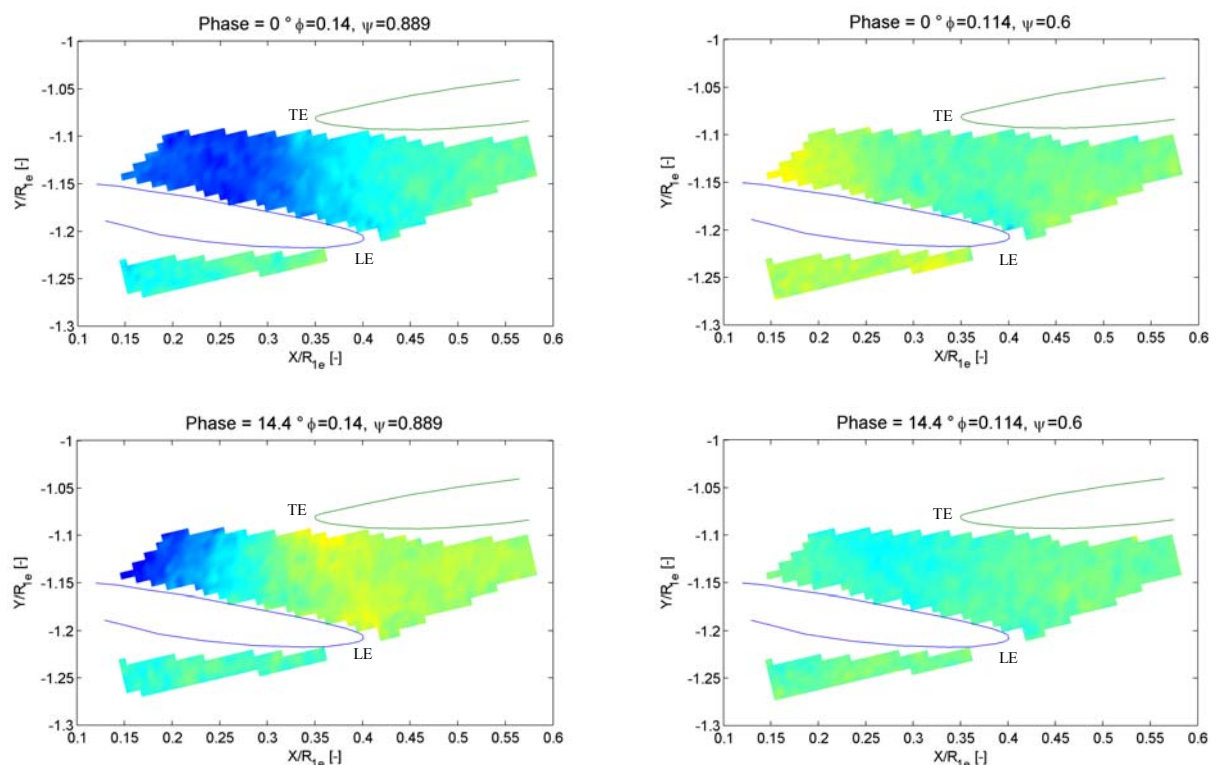 Phase = 0 ° ϕ=0.14, ψ=0.889
-1
-1.05
-1.1
-1.15
-1.2
-1.25
-1.3
Y/R1e [-]
TE
LE
0.1 0.15 0.2 0.25 0.3 0.35 0.4 0.45 0.5 0.55 0.6
X/R1e [-]
Phase = 0 ° ϕ=0.114, ψ=0.6
-1
-1.05
-1.1
-1.15
-1.2
-1.25
-1.3
Y/R1e [-]
TE
LE
0.1 0.15 0.2 0.25 0.3 0.35 0.4 0.45 0.5 0.55 0.6
X/R1e [-]
Phase = 14.4 ° ϕ=0.14, ψ=0.889
-1
-1.05
-1.1
-1.15
-1.2
-1.25
-1.3
Y/R1e [-]
TE
LE
0.1 0.15 0.2 0.25 0.3 0.35 0.4 0.45 0.5 0.55 0.6
X/R1e [-]
Phase = 14.4 ° ϕ=0.114, ψ=0.6
-1
-1.05
-1.1
-1.15
-1.2
-1.25
-1.3
Y/R1e [-]
TE
LE
0.1 0.15 0.2 0.25 0.3 0.35 0.4 0.45 0.5 0.55 0.6
X/R1e [-]